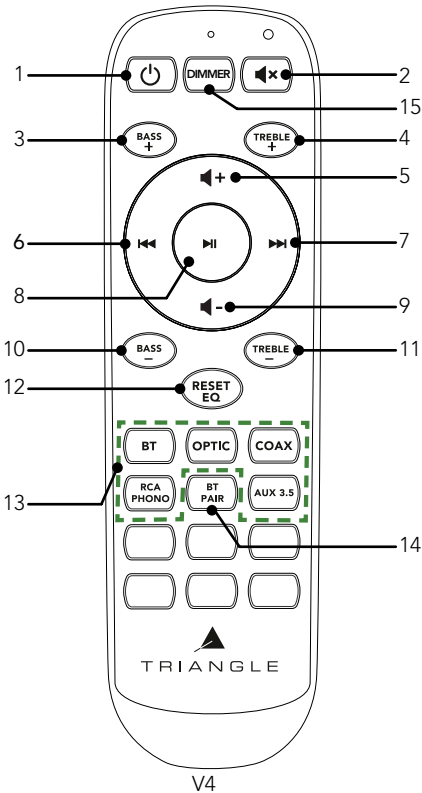 1
DIMMER
2
15
3
BASS
+
TREBLE
+
4
+
5
6
7
8
-
9
10
BASS
-
TREBLE
-
11
12
RESET
EQ
BT
OPTIC
COAX
13
RCA
PHONO
BT
PAIR
AUX 3.5
14
TRIANGLE
V4